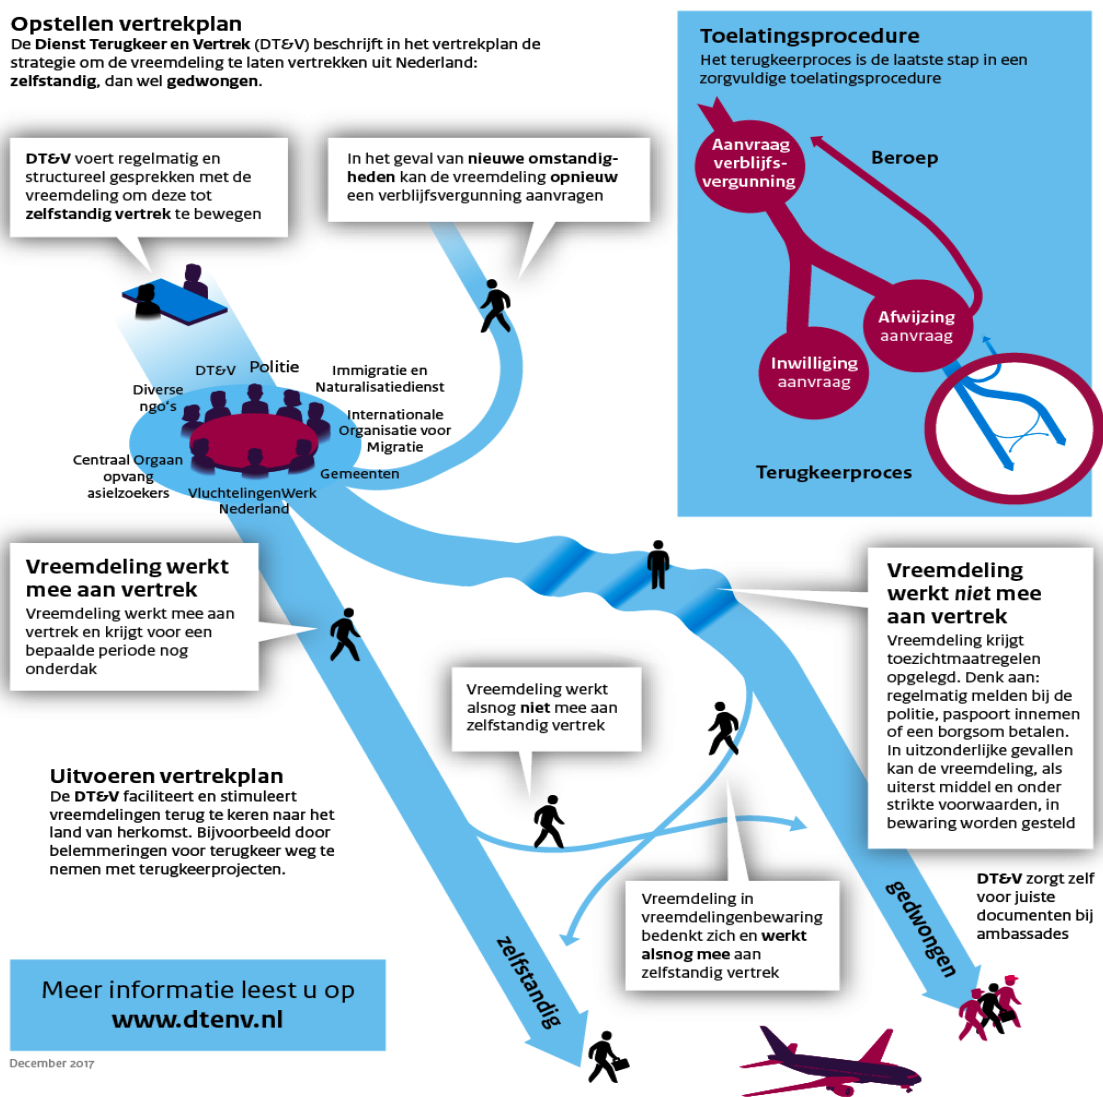 Opstellen vertrekplan
De Dienst Terugkeer en Vertrek (DT&V) beschrijft in het vertrekplan de
strategie om de vreemdeling te laten vertrekken uit Nederland:
zelfstandig, dan wel gedwongen.
DT&V voert regelmatig en
structureel gesprekken met de
vreemdeling om deze tot
zelfstandig vertrek te bewegen
In het geval van nieuwe omstandig-
heden kan de vreemdeling opnieuw
een verblijfsvergunning aanvragen
Toelatingsprocedure
Het terugkeerproces is de laatste stap in een
zorgvuldige toelatingsprocedure
Aanvraag
verblijfs-
vergunning
Beroep
Afwijzing
aanvraag
Inwilliging
aanvraag
Terugkeerproces
DT&V
Politie
Immigratie en
Naturalisatiedienst
Diverse
ngo's
Internationale
Organisatie voor
Migratie
Centraal Orgaan
opvang
asielzoekers
Gemeenten
VluchtelingenWerk
Nederland
Vreemdeling werkt
mee aan vertrek
Vreemdeling werkt mee aan
vertrek en krijgt voor een
bepaalde periode nog
onderdak
Vreemdeling
werkt niet mee
aan vertrek
Vreemdeling krijgt
toezichtmaatregelen
opgelegd. Denk aan:
regelmatig melden bij de
politie, paspoort innemen
of een borgsom betalen.
In uitzonderlijke gevallen
kan de vreemdeling, als
uiterst middel en onder
strikte voorwaarden, in
bewaring worden gesteld
Vreemdeling werkt
alsnog niet mee aan
zelfstandig vertrek
Uitvoeren vertrekplan
De DT&V faciliteert en stimuleert
vreemdelingen terug te keren naar het
land van herkomst. Bijvoorbeeld door
belemmeringen voor terugkeer weg te
nemen met terugkeerprojecten.
Vreemdeling in
vreemdelingenbewaring
bedenkt zich en werkt
alsnog mee aan
zelfstandig vertrek
DT&V zorgt zelf
voor juiste
documenten bij
ambassades
zelfstandig
gedwongen
Meer informatie leest u op
www.dtenv.nl
December 2017